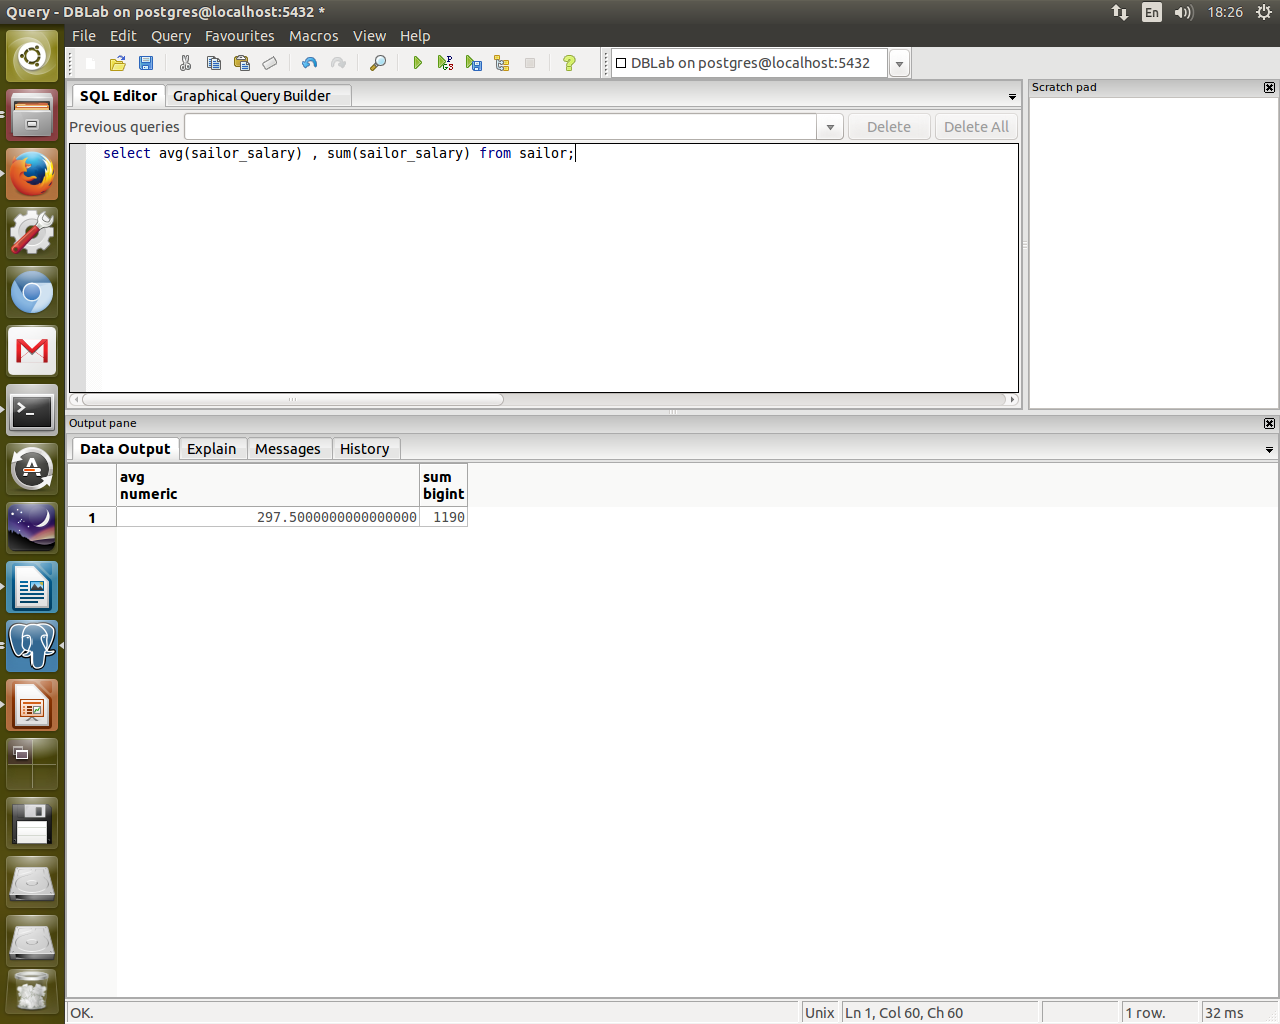 Query - DBLab on postgres@localhost:5432 *
En
18:26
File Edit Query Favourites Macros View Help
DBLab on postgres@localhost:5432
SQL Editor
Graphical Query Builder
Previous queries
Delete
Delete All
select avg(sailor_salary) , sum(sailor_salary) from sailor;
Scratch pad
Output pane
Data Output
Explain
Messages
History
avg
numeric
sum
bigint
1
297.5000000000000000
1190
OK.
Unix
Ln 1, Col 60, Ch 60
1 row.
32 ms